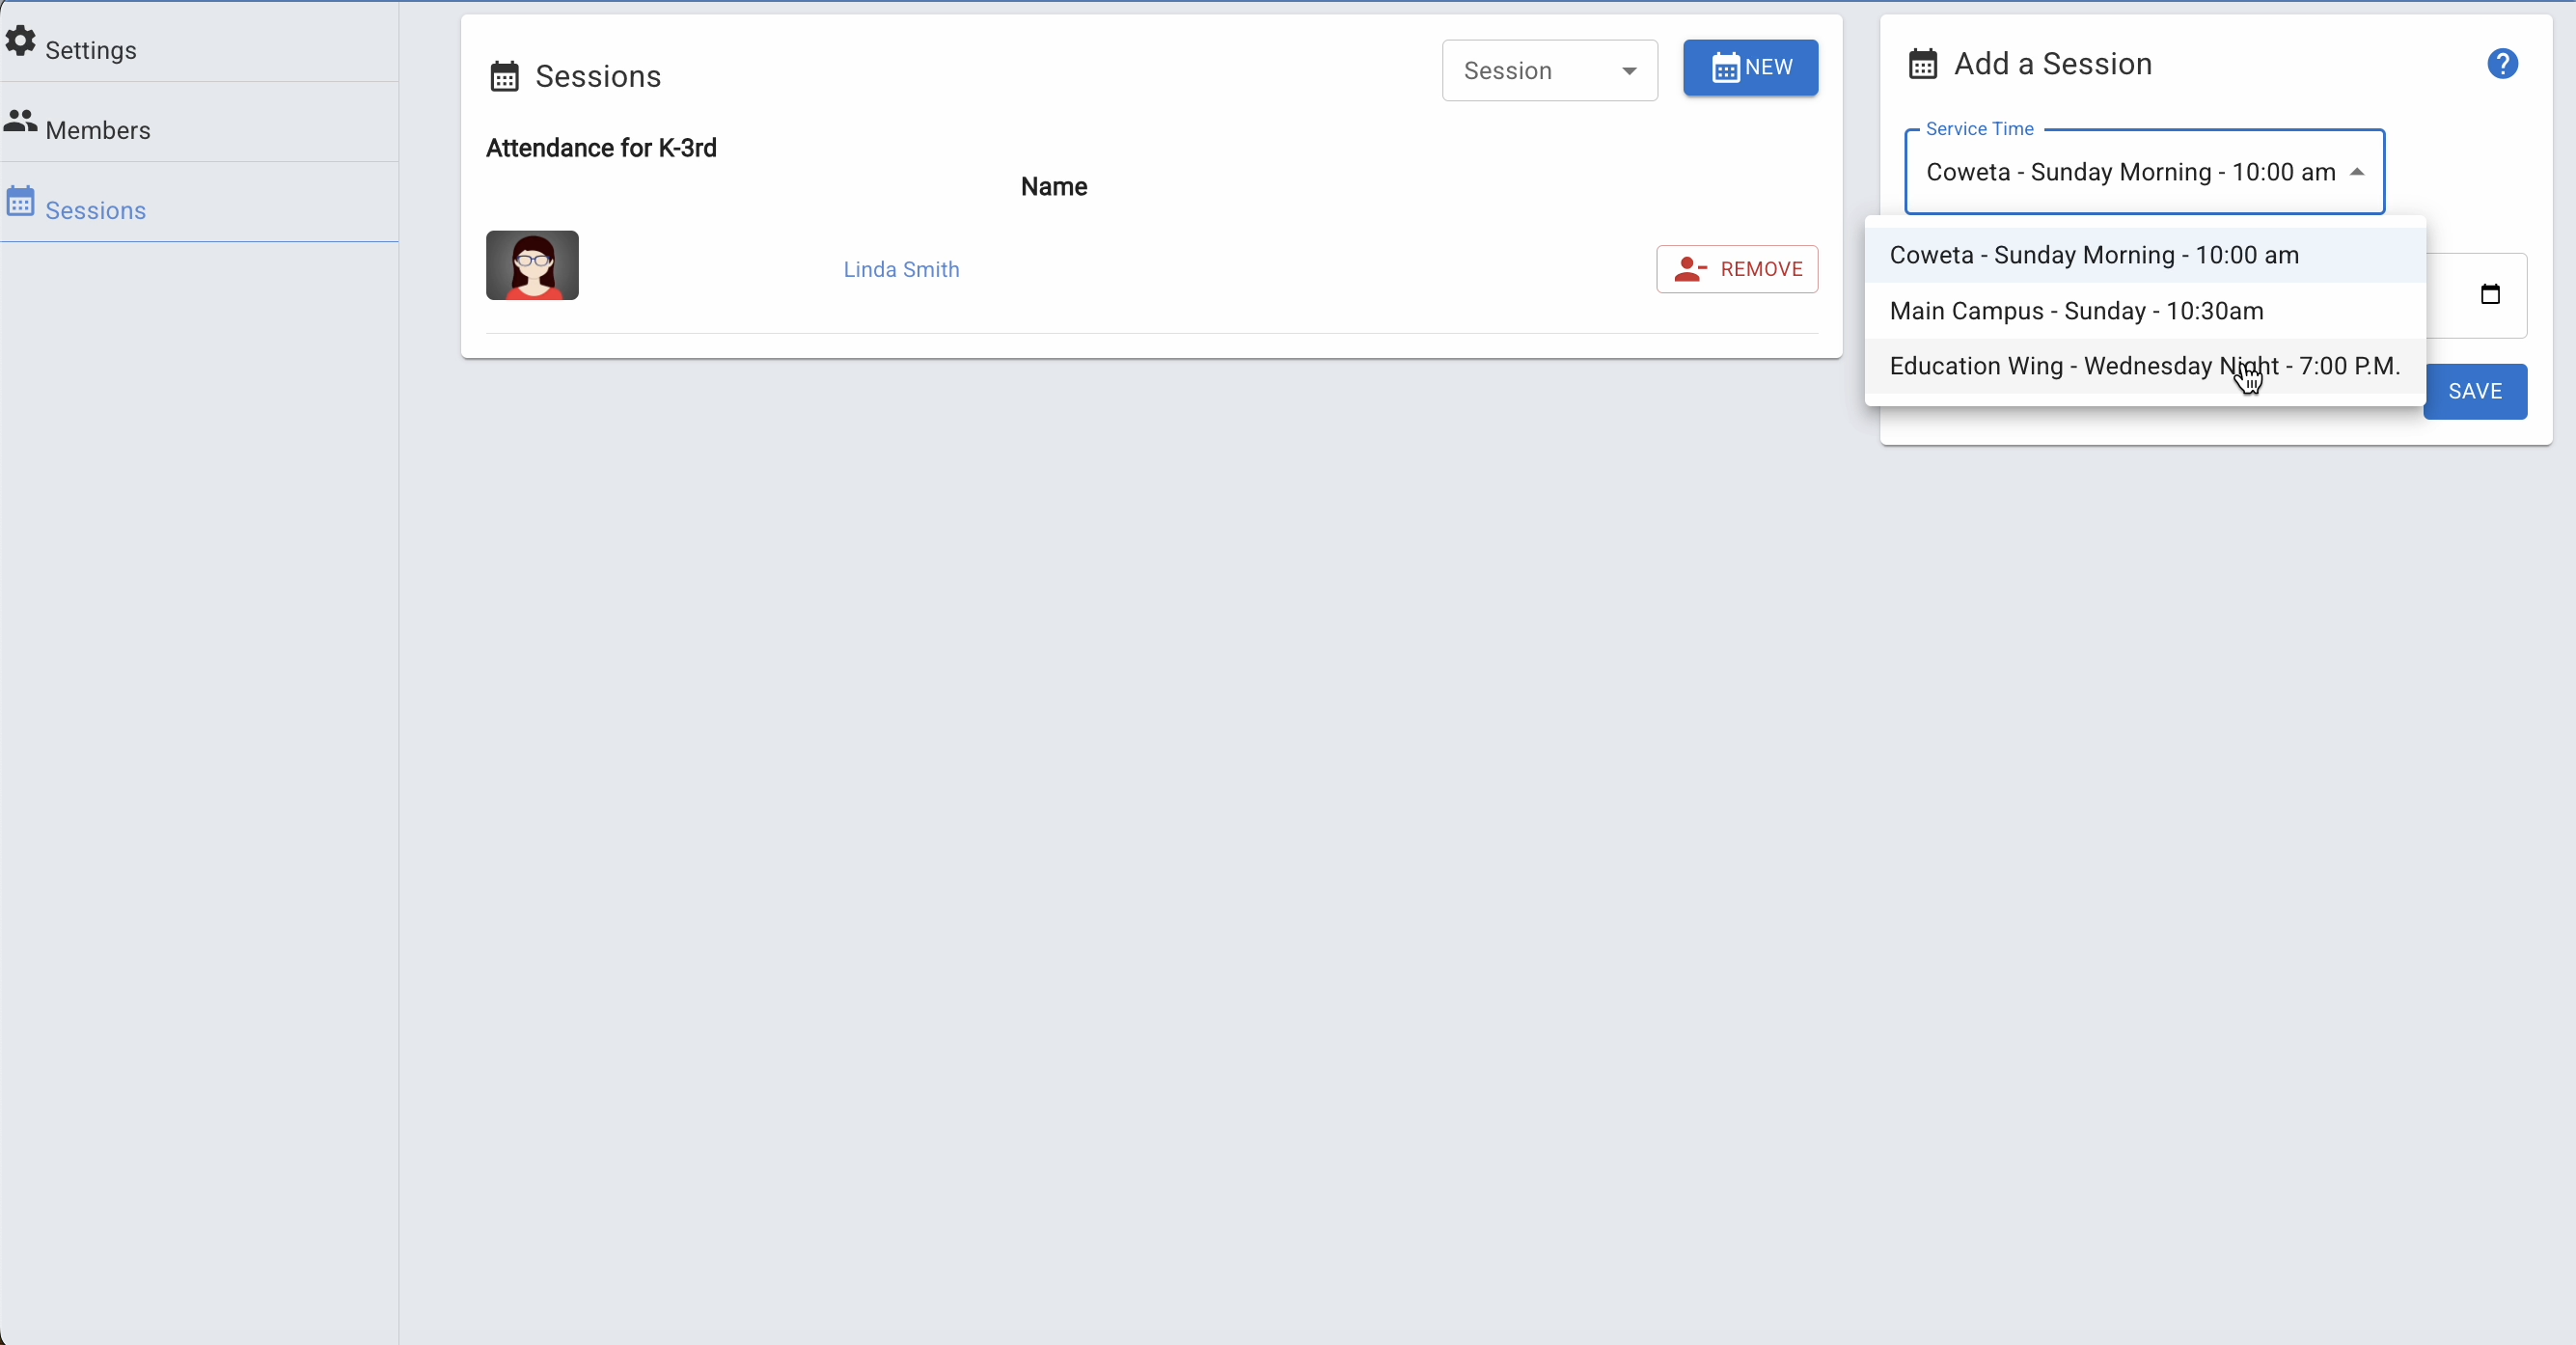 Settings
Members
Sessions
Sessions
Session
NEW
Attendance for K-3rd
Name
Linda Smith
REMOVE
Add a Session
?
Service Time
Coweta - Sunday Morning - 10:00 am
Coweta - Sunday Morning - 10:00 am
Main Campus - Sunday - 10:30am
Education Wing - Wednesday Night - 7:00 P.M.
SAVE